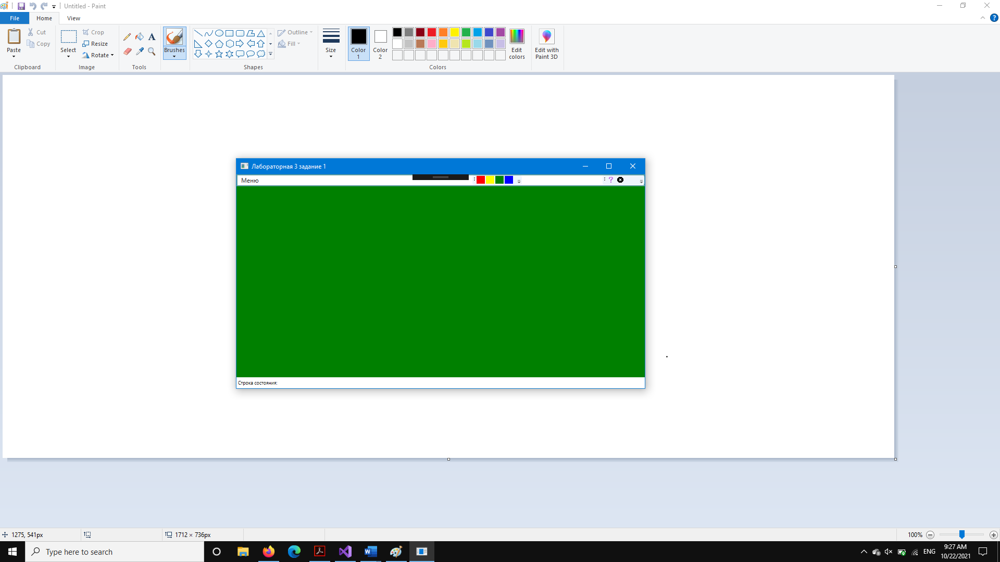 Untitled - Paint
File
Home
View
Paste
Cut
Copy
Clipboard
Select
Crop
Resize
Rotate
Image
A
Tools
Brushes
Outline
Fill
Shapes
Size
Color
1
Color
2
Edit
colors
Colors
Edit with
Paint 3D
?
Лабораторная 3 задание 1
Меню
?
Строка состояния:
1275, 541px
1712 × 736px
100%
Type here to search
ENG
9:27 AM
10/22/2021